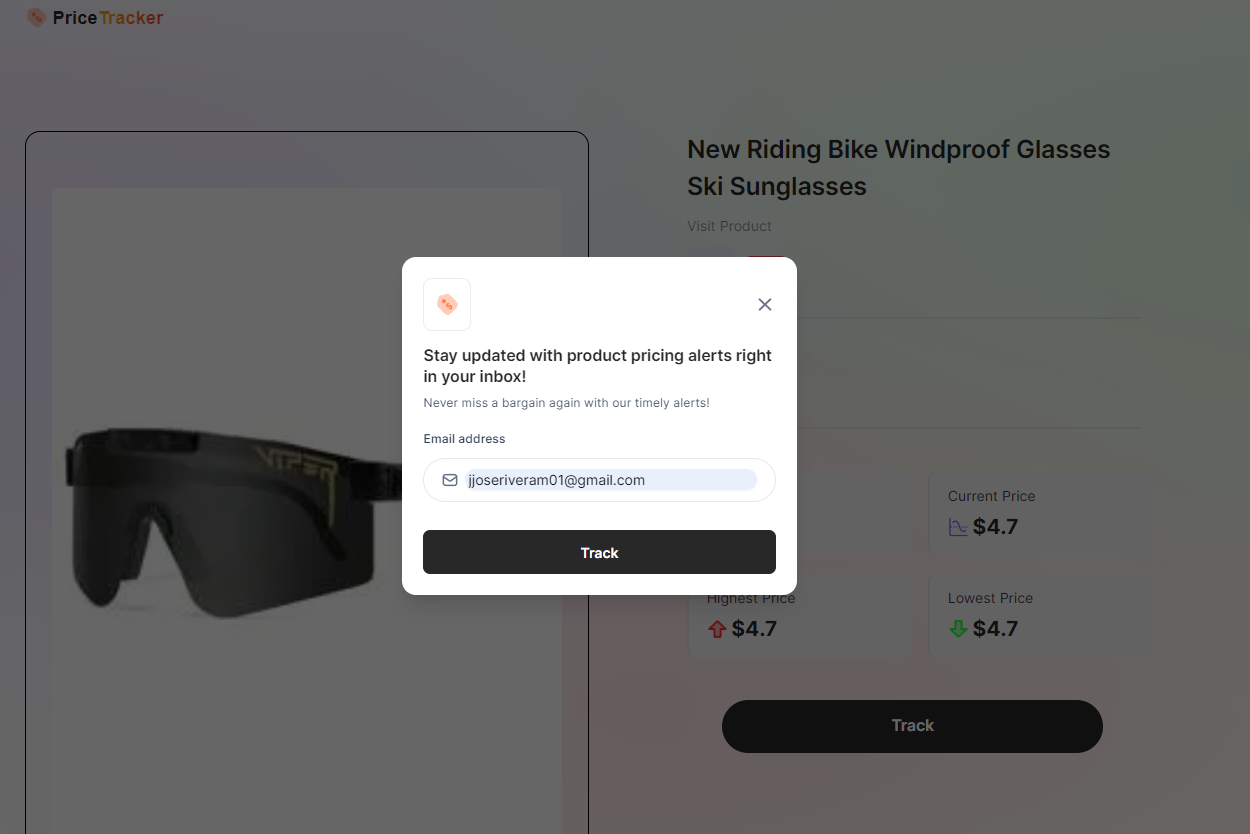 PriceTracker
New Riding Bike Windproof Glasses
Ski Sunglasses
Visit Product
Stay updated with product pricing alerts right
in your inbox!
Never miss a bargain again with our timely alerts!
Email address
jjoseriveram01@gmail.com
Track
VIPER
Current Price
$4.7
Highest Price
$4.7
Lowest Price
$4.7
Track